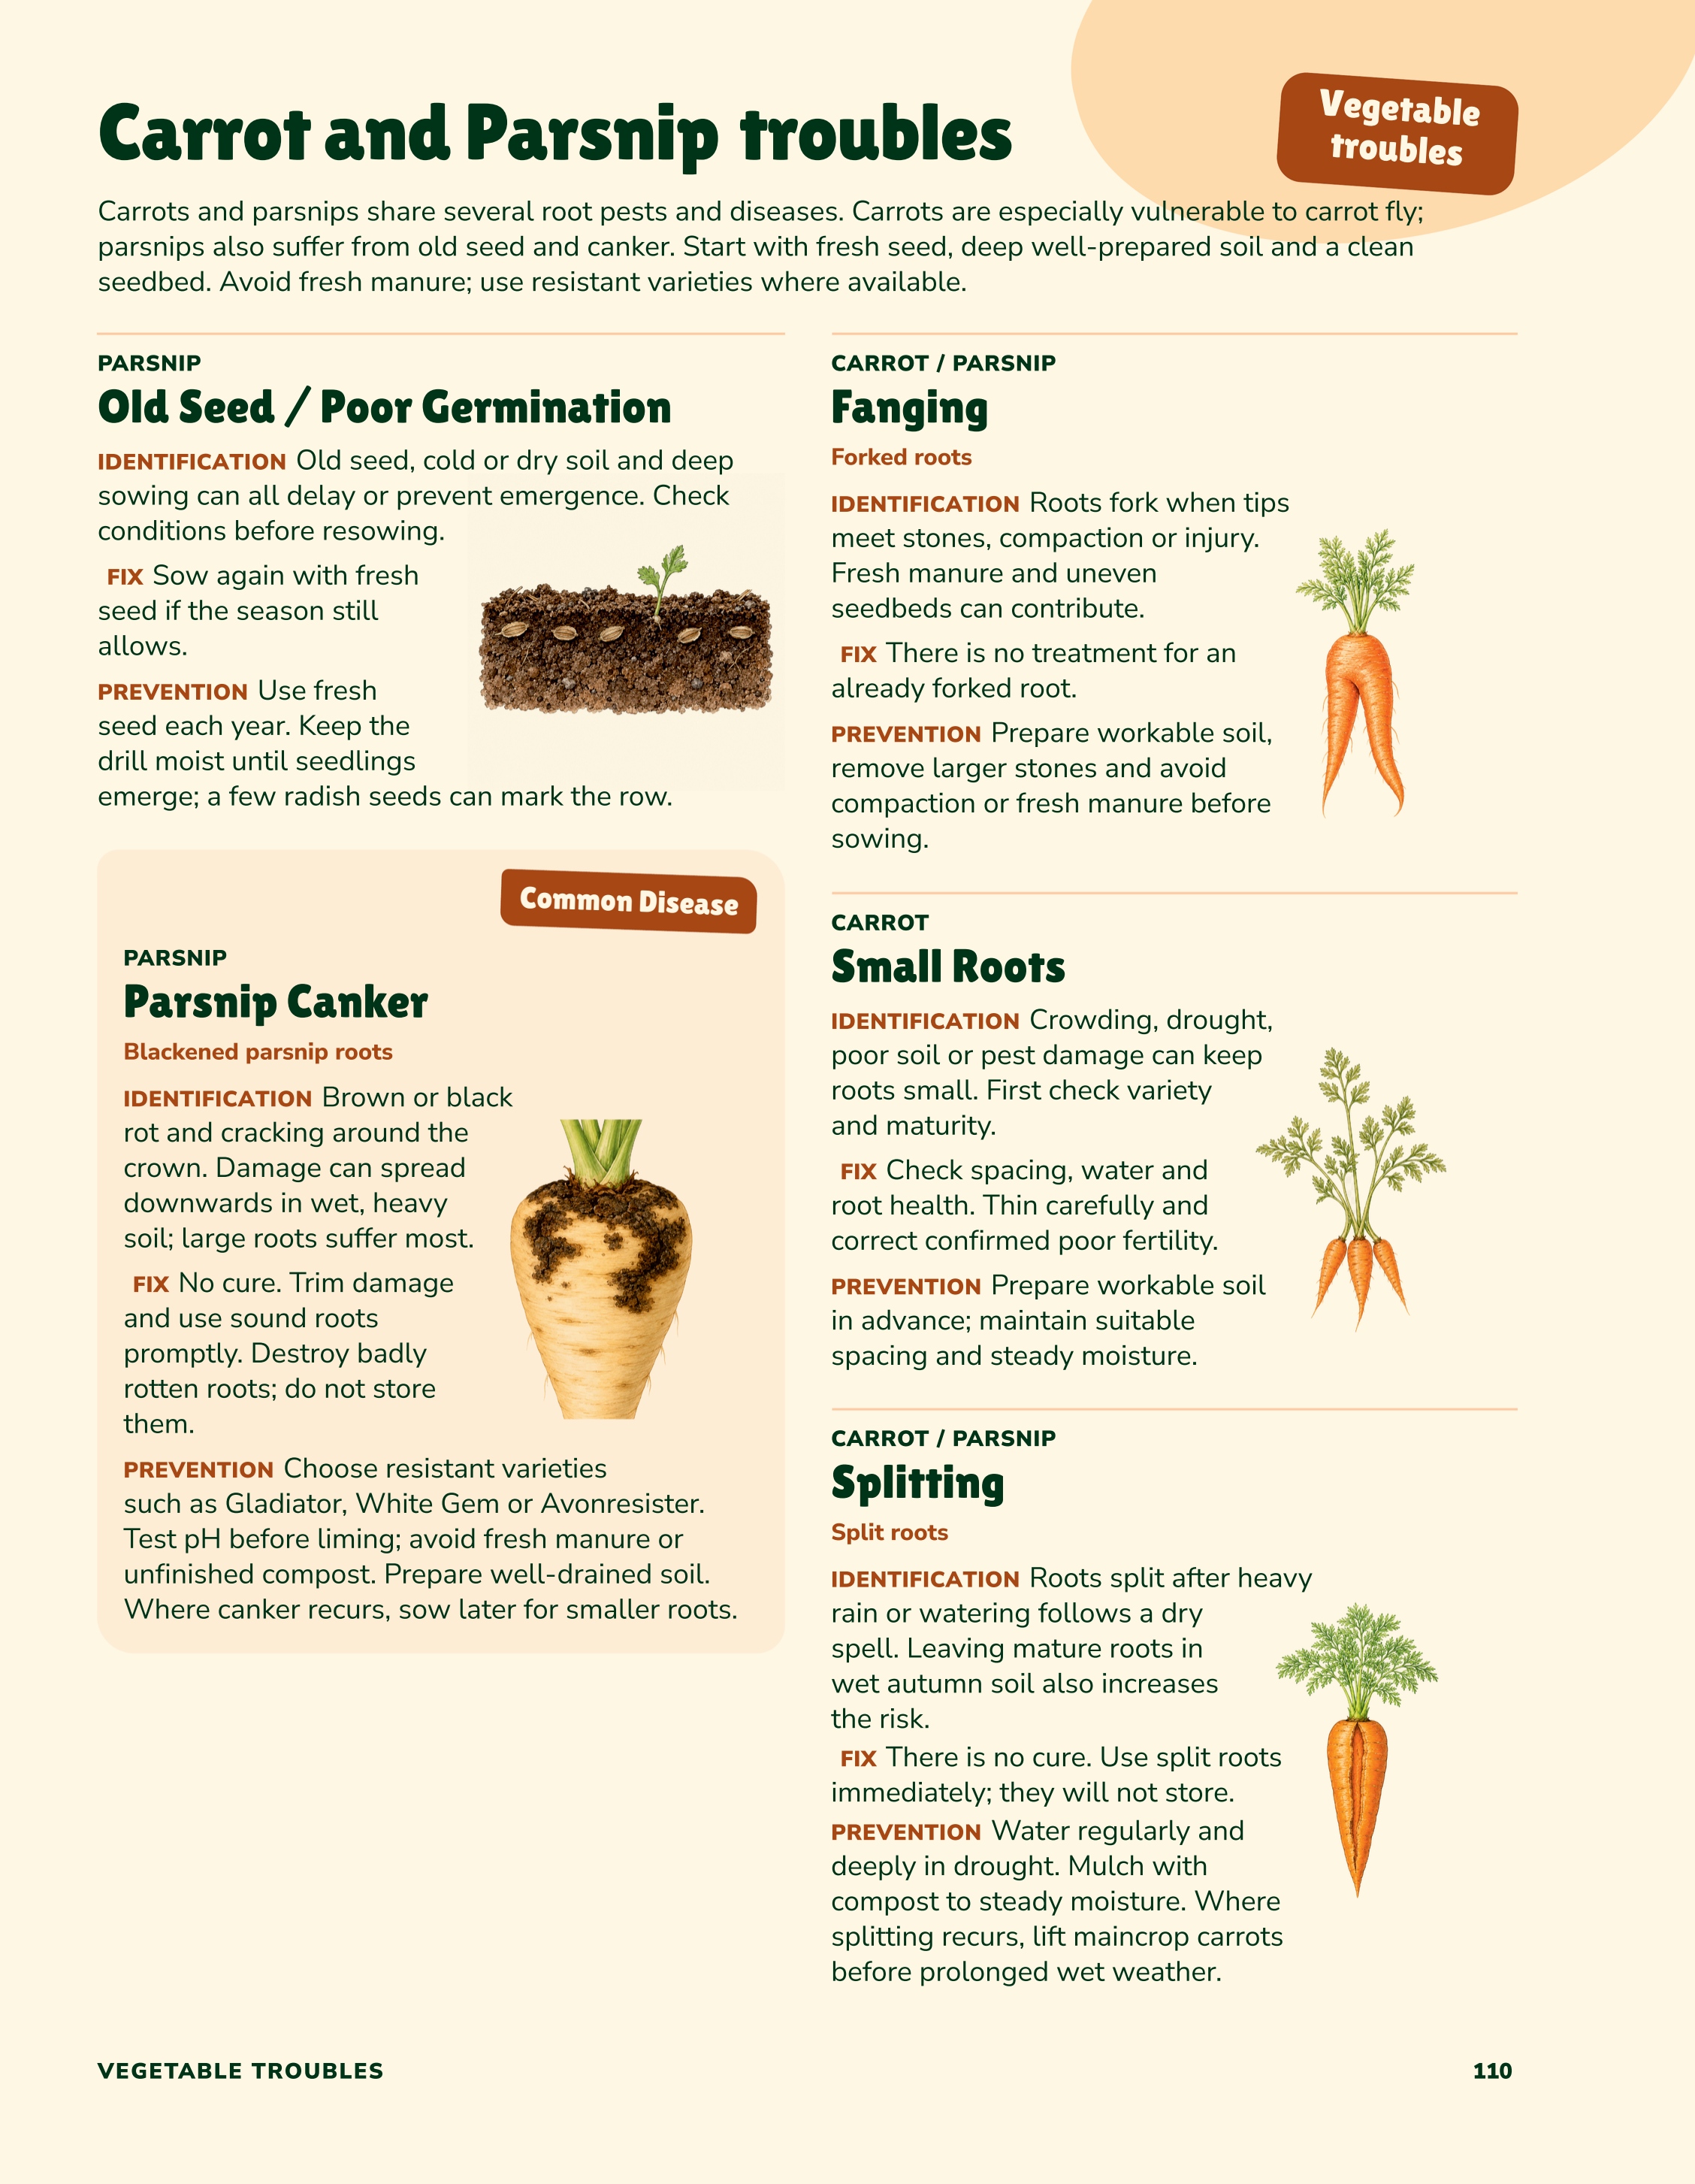 Carrot and Parsnip troubles
Vegetable
troubles
Carrots and parsnips share several root pests and diseases. Carrots are especially vulnerable to carrot fly;
parsnips also suffer from old seed and canker. Start with fresh seed, deep well-prepared soil and a clean
seedbed. Avoid fresh manure; use resistant varieties where available.
PARSNIP
Old Seed / Poor Germination
IDENTIFICATION Old seed, cold or dry soil and deep
sowing can all delay or prevent emergence. Check
conditions before resowing.
FIX Sow again with fresh
seed if the season still
allows.
PREVENTION Use fresh
seed each year. Keep the
drill moist until seedlings
emerge; a few radish seeds can mark the row.
Common Disease
PARSNIP
Parsnip Canker
Blackened parsnip roots
IDENTIFICATION Brown or black
rot and cracking around the
crown. Damage can spread
downwards in wet, heavy
soil; large roots suffer most.
FIX No cure. Trim damage
and use sound roots
promptly. Destroy badly
rotten roots; do not store
them.
PREVENTION Choose resistant varieties
such as Gladiator, White Gem or Avonresister.
Test pH before liming; avoid fresh manure or
unfinished compost. Prepare well-drained soil.
Where canker recurs, sow later for smaller roots.
CARROT / PARSNIP
Fanging
Forked roots
IDENTIFICATION Roots fork when tips
meet stones, compaction or injury.
Fresh manure and uneven
seedbeds can contribute.
FIX There is no treatment for an
already forked root.
PREVENTION Prepare workable soil,
remove larger stones and avoid
compaction or fresh manure before
sowing.
CARROT
Small Roots
IDENTIFICATION Crowding, drought,
poor soil or pest damage can keep
roots small. First check variety
and maturity.
FIX Check spacing, water and
root health. Thin carefully and
correct confirmed poor fertility.
PREVENTION Prepare workable soil
in advance; maintain suitable
spacing and steady moisture.
CARROT / PARSNIP
Splitting
Split roots
IDENTIFICATION Roots split after heavy
rain or watering follows a dry
spell. Leaving mature roots in
wet autumn soil also increases
the risk.
FIX There is no cure. Use split roots
immediately; they will not store.
PREVENTION Water regularly and
deeply in drought. Mulch with
compost to steady moisture. Where
splitting recurs, lift maincrop carrots
before prolonged wet weather.
VEGETABLE TROUBLES
110